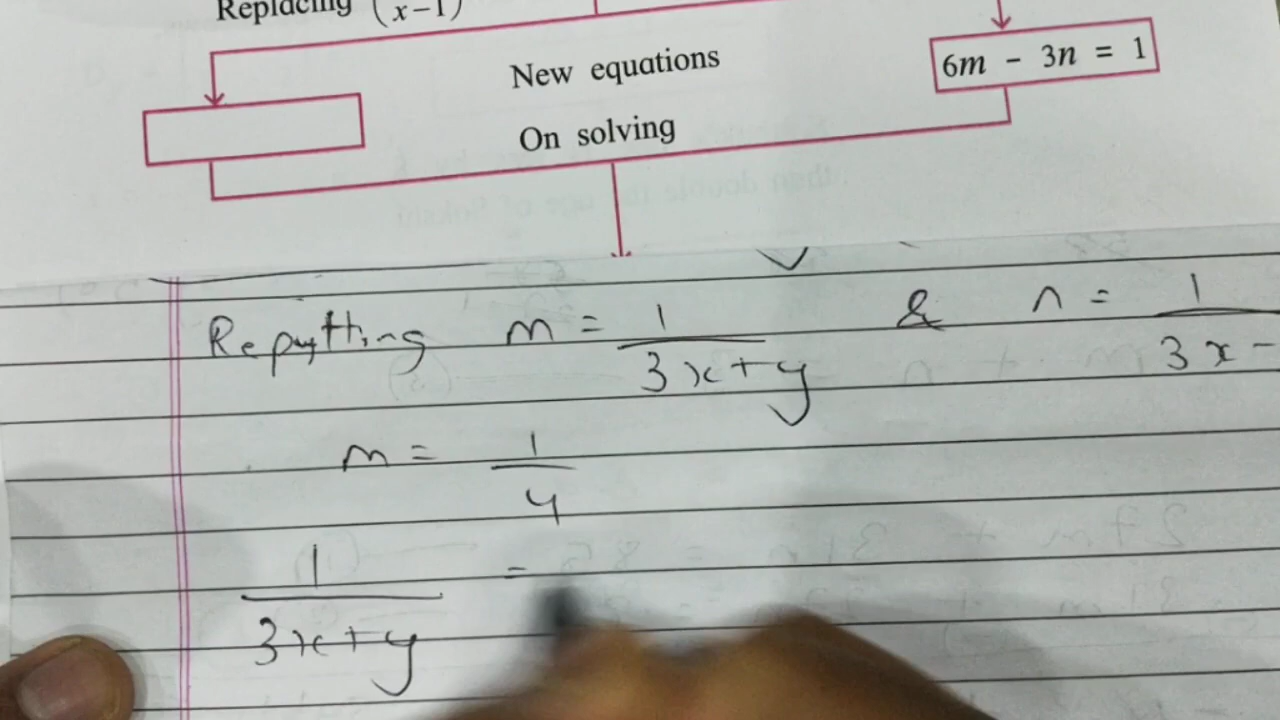 Replacing (x-1)
New equations
6m - 3n = 1
On solving
Reputting m = 1/3x+y & n = 1/3x-
m = 1/4
1/3x+y =